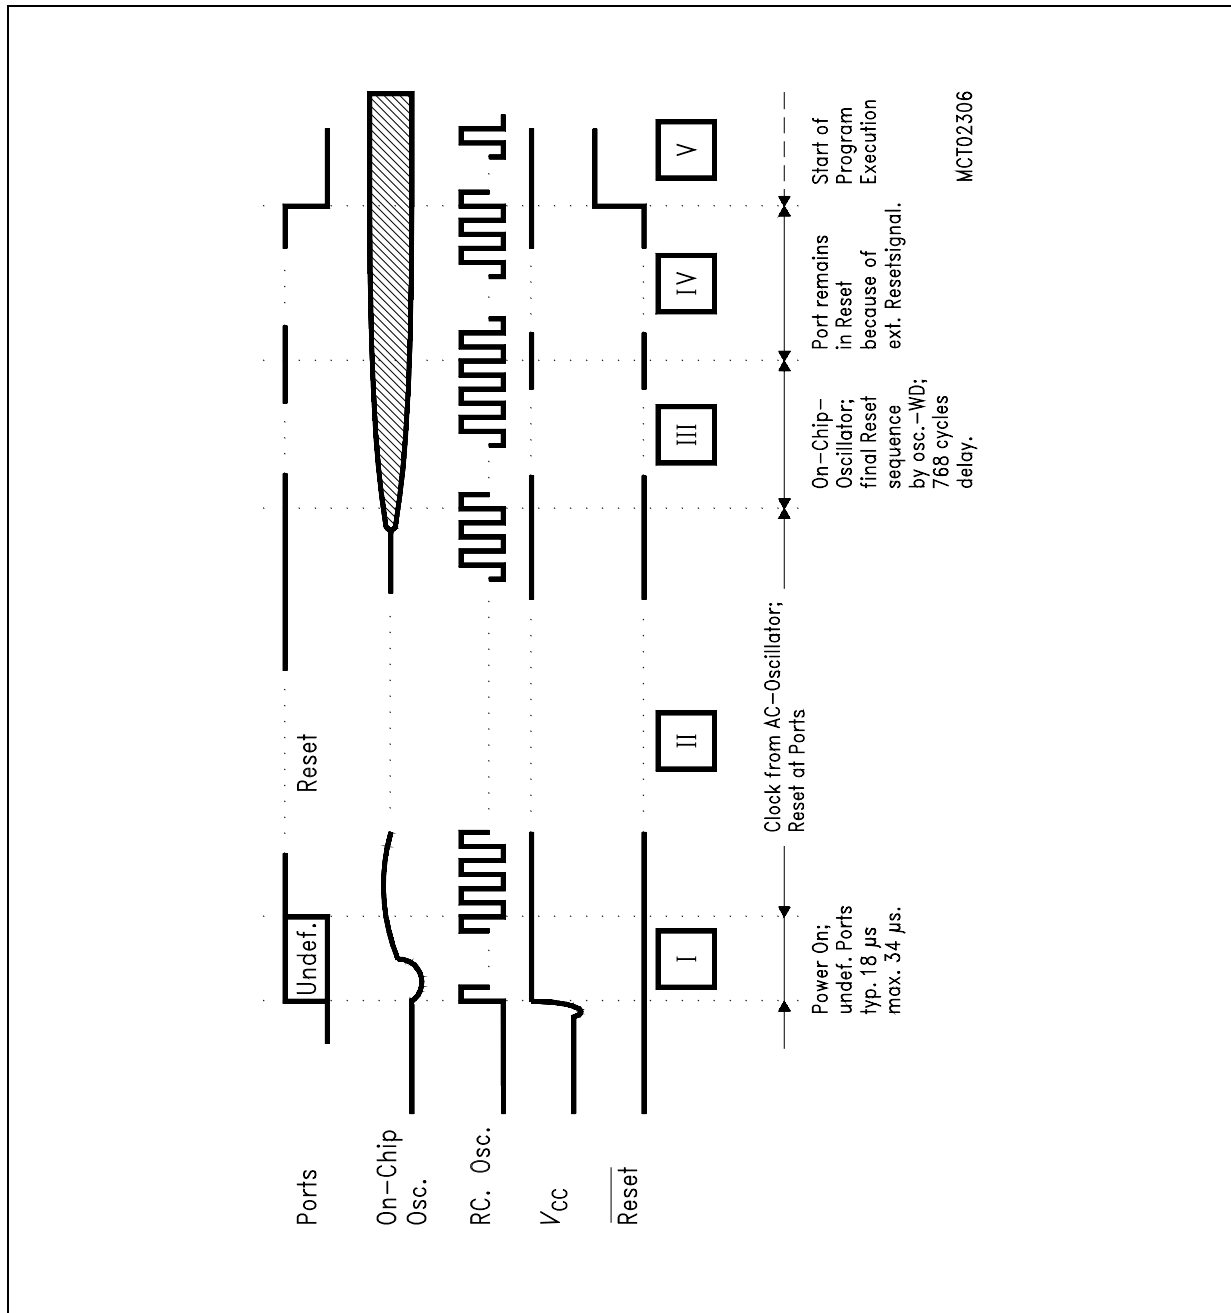 Ports
Undef.
Reset
On-Chip
Osc.
RC. Osc.
VCC
Reset
I
II
III
IV
V
Power On;
undef. Ports
typ. 18 µs
max. 34 µs.
Clock from AC-Oscillator;
Reset at Ports
On-Chip-
Oscillator;
final Reset
sequence
by osc.-WD;
768 cycles
delay.
Port remains
in Reset
because of
ext. Resetsignal.
Start of
Program
Execution
MCT02306